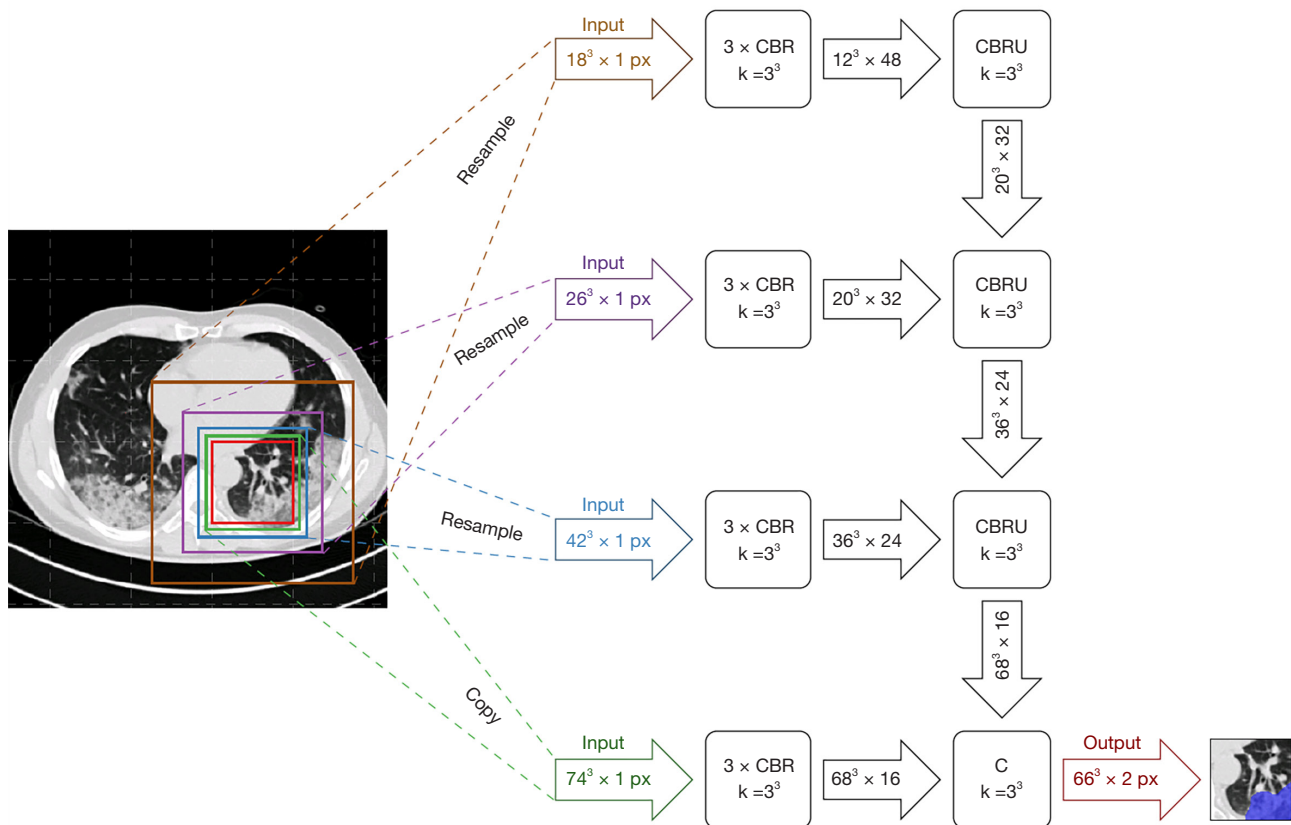 Input
18³ × 1 px
3 × CBR
k =3³
12³ × 48
CBRU
k =3³
Resample
20³ × 32
Input
26³ × 1 px
3 × CBR
k =3³
20³ × 32
CBRU
k =3³
Resample
36³ × 24
Input
42³ × 1 px
3 × CBR
k =3³
36³ × 24
CBRU
k =3³
Resample
68³ × 16
Copy
Input
74³ × 1 px
3 × CBR
k =3³
68³ × 16
C
k =3³
Output
66³ × 2 px